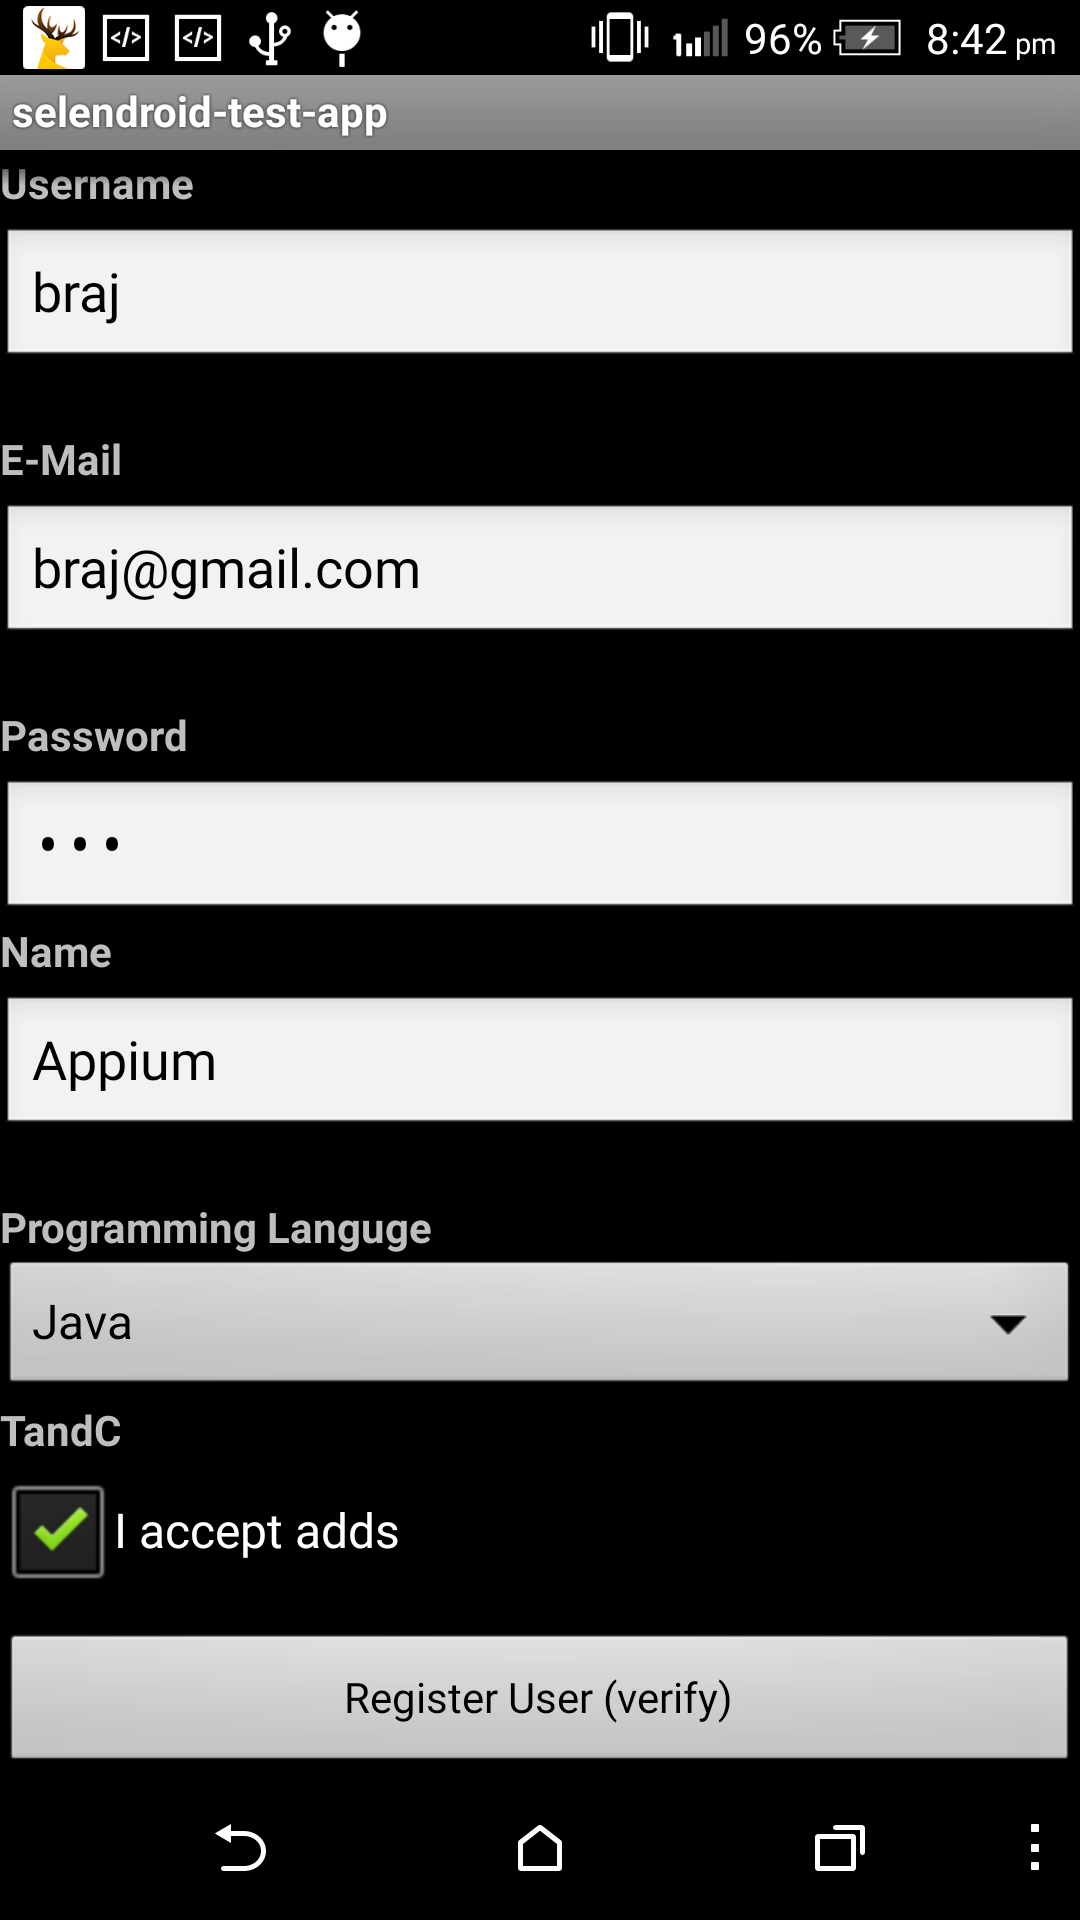 96% 8:42 pm
selendroid-test-app
Username
braj
E-Mail
braj@gmail.com
Password
•••
Name
Appium
Programming Languge
Java
TandC
I accept adds
Register User (verify)